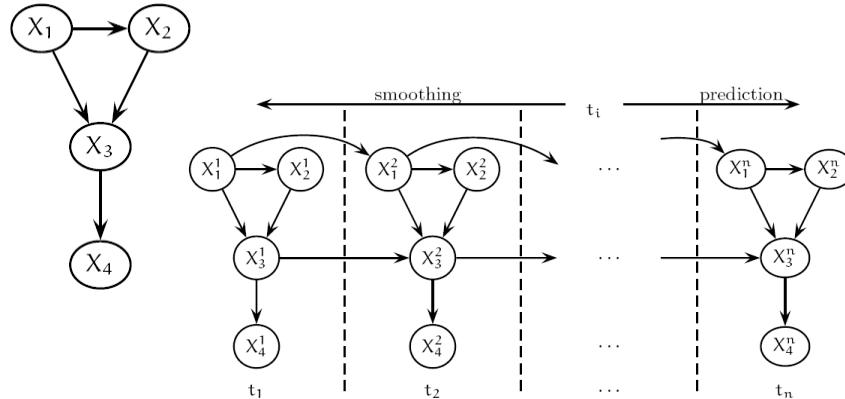 X₁ X₂
X₃
X₄
smoothing tᵢ prediction
X₁¹ X₂¹ X₁² X₂² ... X₁ⁿ X₂ⁿ
X₃¹ X₃² ... X₃ⁿ
X₄¹ X₄² ... X₄ⁿ
t₁ t₂ ... tₙ